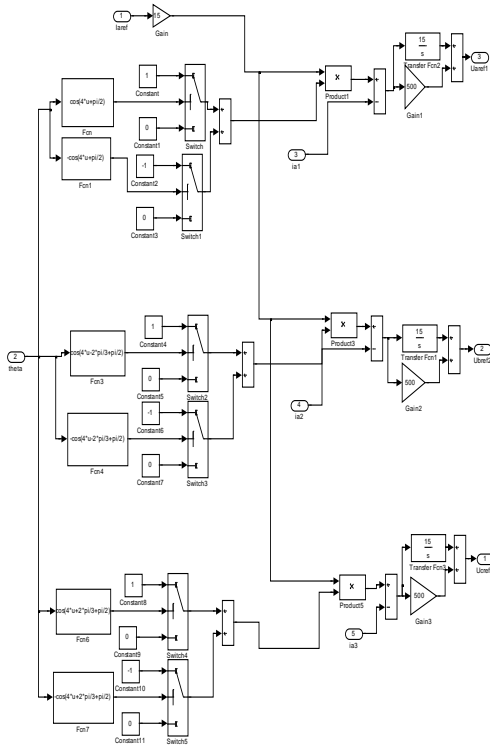 1
Iaref
15
Gain
cos(4*u+pi/2)
Fcn
-cos(4*u+pi/2)
Fcn1
1
Constant
0
Constant1
Switch
-1
Constant2
0
Constant3
Switch1
+
+
x
Product1
3
ia1
+
-
15
s
Transfer Fcn2
500
Gain1
+
+
3
Uaref1
2
theta
cos(4*u-2*pi/3+pi/2)
Fcn3
-cos(4*u-2*pi/3+pi/2)
Fcn4
1
Constant4
0
Constant5
Switch2
-1
Constant6
0
Constant7
Switch3
+
+
x
Product3
4
ia2
+
-
15
s
Transfer Fcn1
500
Gain2
+
+
2
Ubref2
cos(4*u+2*pi/3+pi/2)
Fcn6
-cos(4*u+2*pi/3+pi/2)
Fcn7
1
Constant8
0
Constant9
Switch4
-1
Constant10
0
Constant11
Switch5
+
+
x
Product5
5
ia3
+
-
15
s
Transfer Fcn3
500
Gain3
+
+
1
Ucref